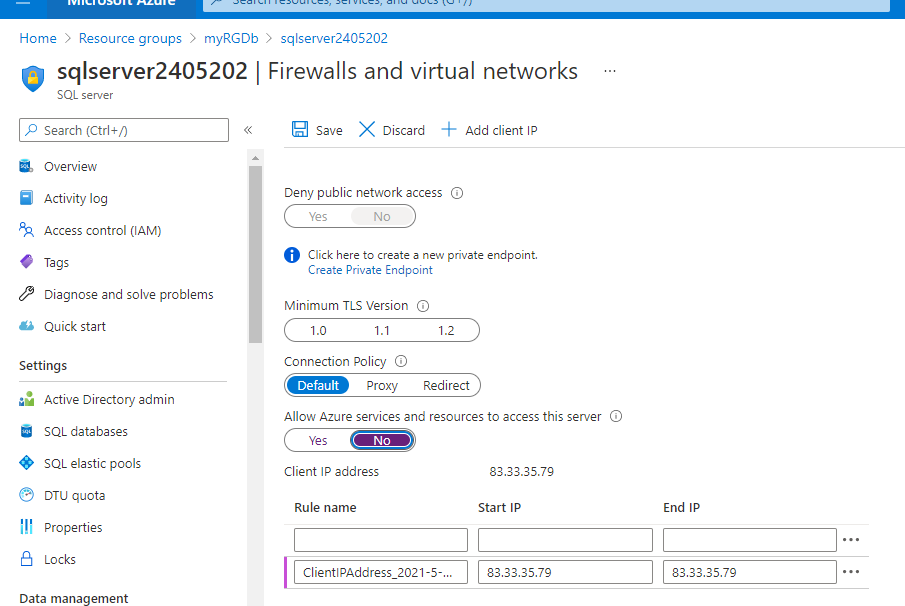 Microsoft Azure
Search resources, services, and docs (G+/)
Home > Resource groups > myRGDb > sqlserver2405202
sqlserver2405202 | Firewalls and virtual networks ...
SQL server
Search (Ctrl+/)
«
Save
Discard
Add client IP
Overview
Activity log
Access control (IAM)
Tags
Diagnose and solve problems
Quick start
Settings
Active Directory admin
SQL databases
SQL elastic pools
DTU quota
Properties
Locks
Data management
Deny public network access
Yes No
Click here to create a new private endpoint.
Create Private Endpoint
Minimum TLS Version
1.0 1.1 1.2
Connection Policy
Default Proxy Redirect
Allow Azure services and resources to access this server
Yes No
Client IP address 83.33.35.79
Rule name Start IP End IP
ClientIPAddress_2021-5-... 83.33.35.79 83.33.35.79